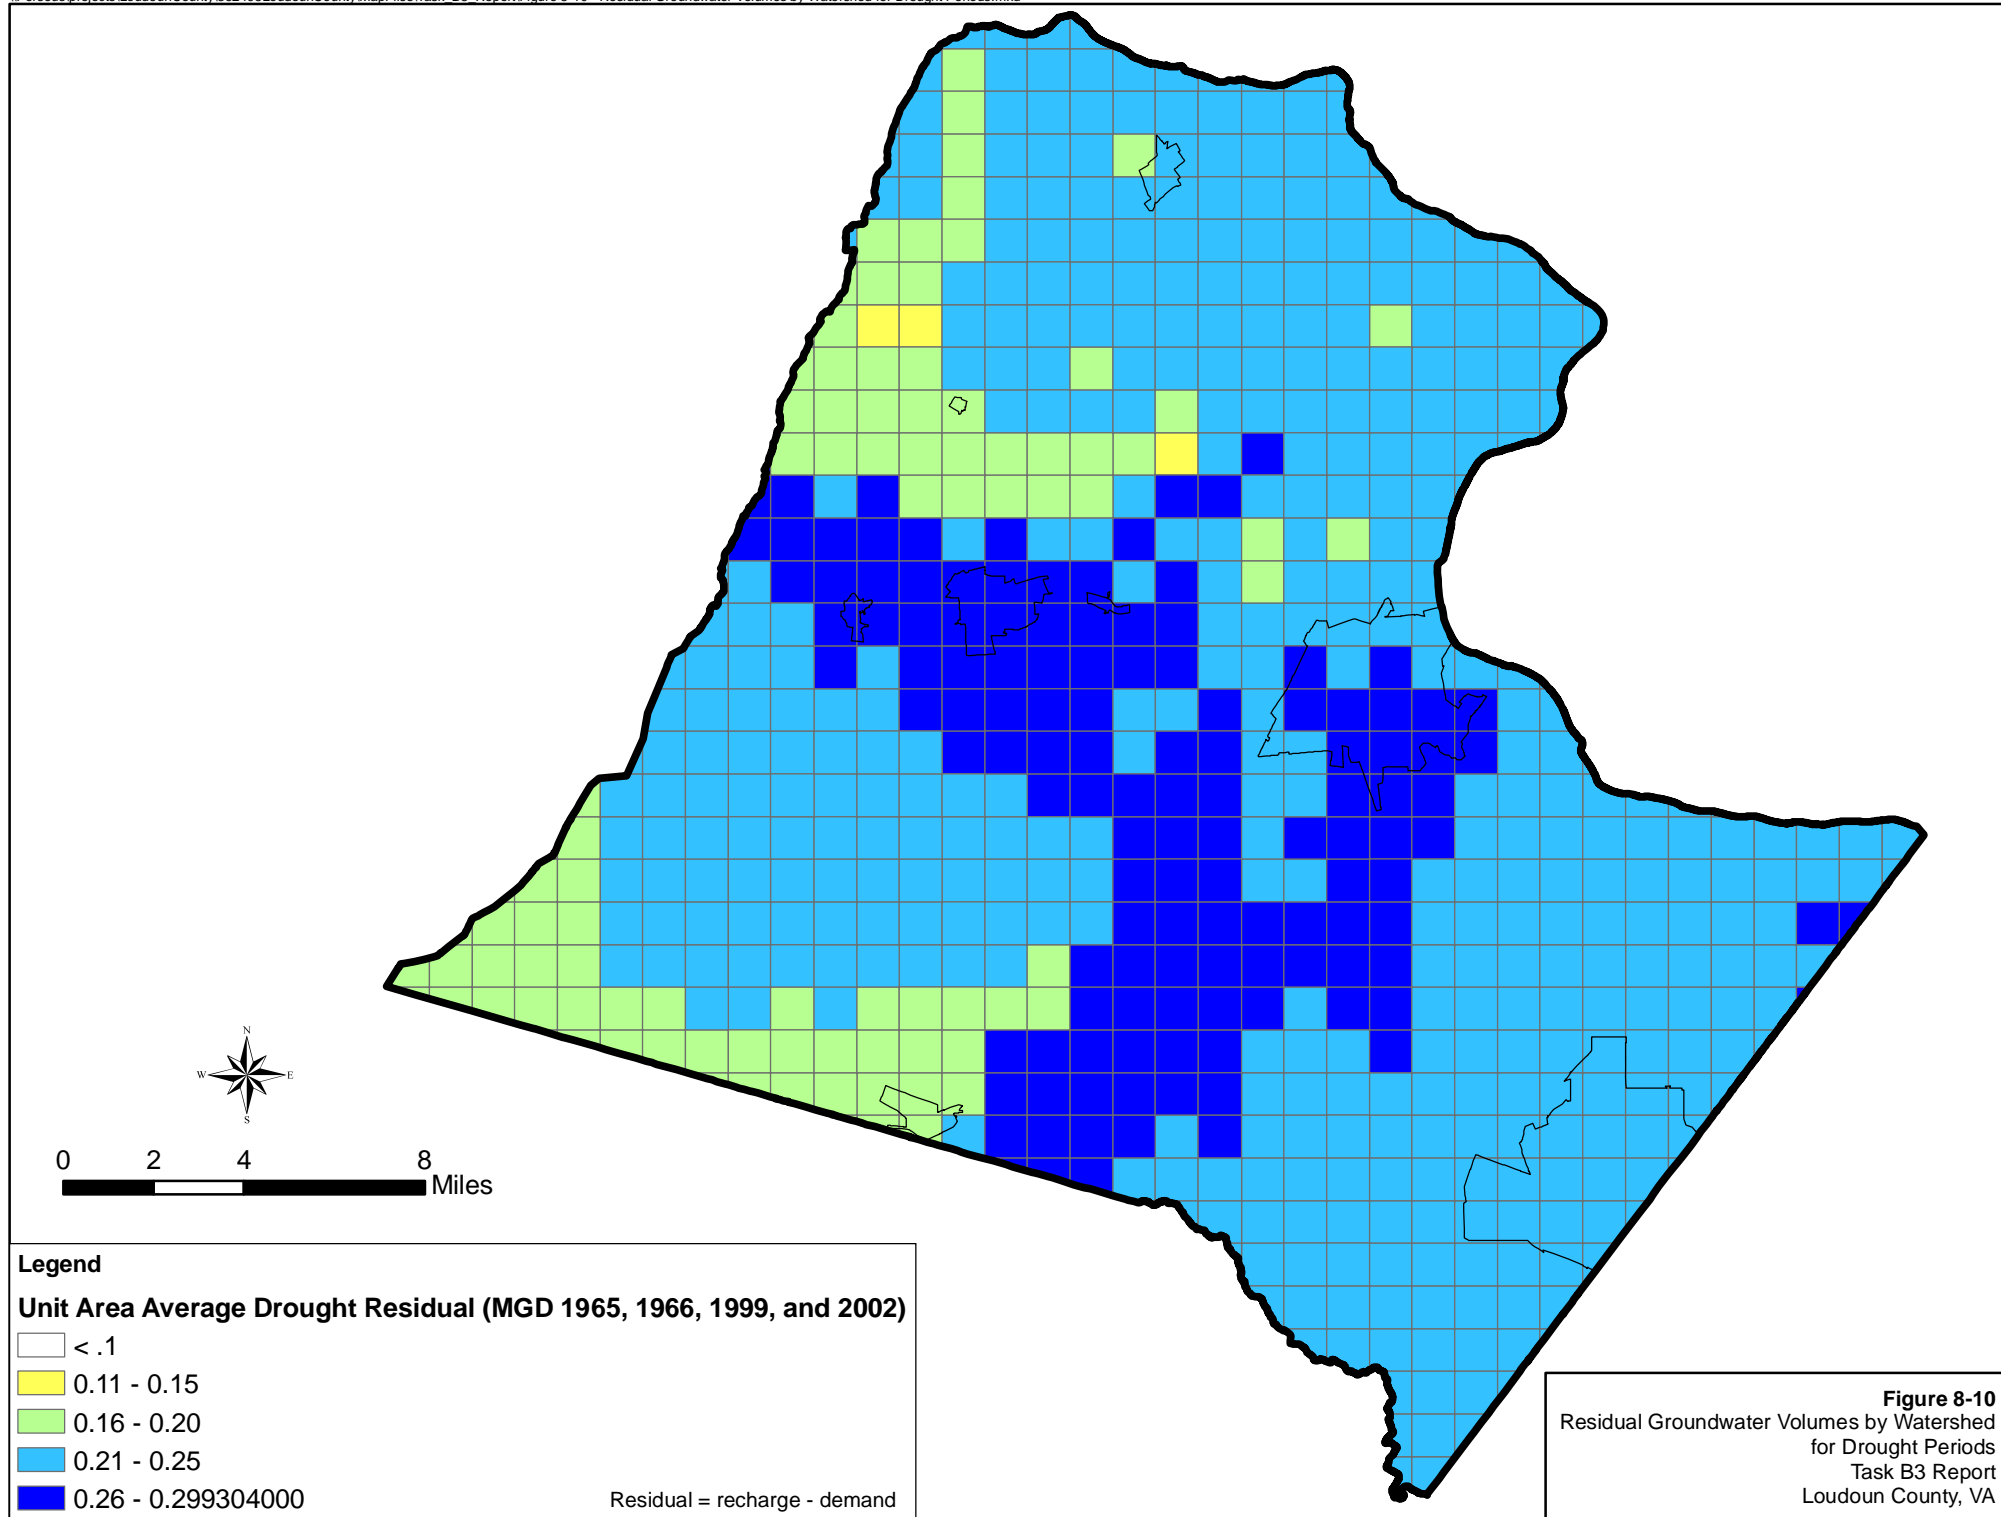 N
W
E
S
0 2 4 8
Miles
Legend
Unit Area Average Drought Residual (MGD 1965, 1966, 1999, and 2002)
< .1
0.11 - 0.15
0.16 - 0.20
0.21 - 0.25
0.26 - 0.299304000
Residual = recharge - demand
Figure 8-10
Residual Groundwater Volumes by Watershed
for Drought Periods
Task B3 Report
Loudoun County, VA